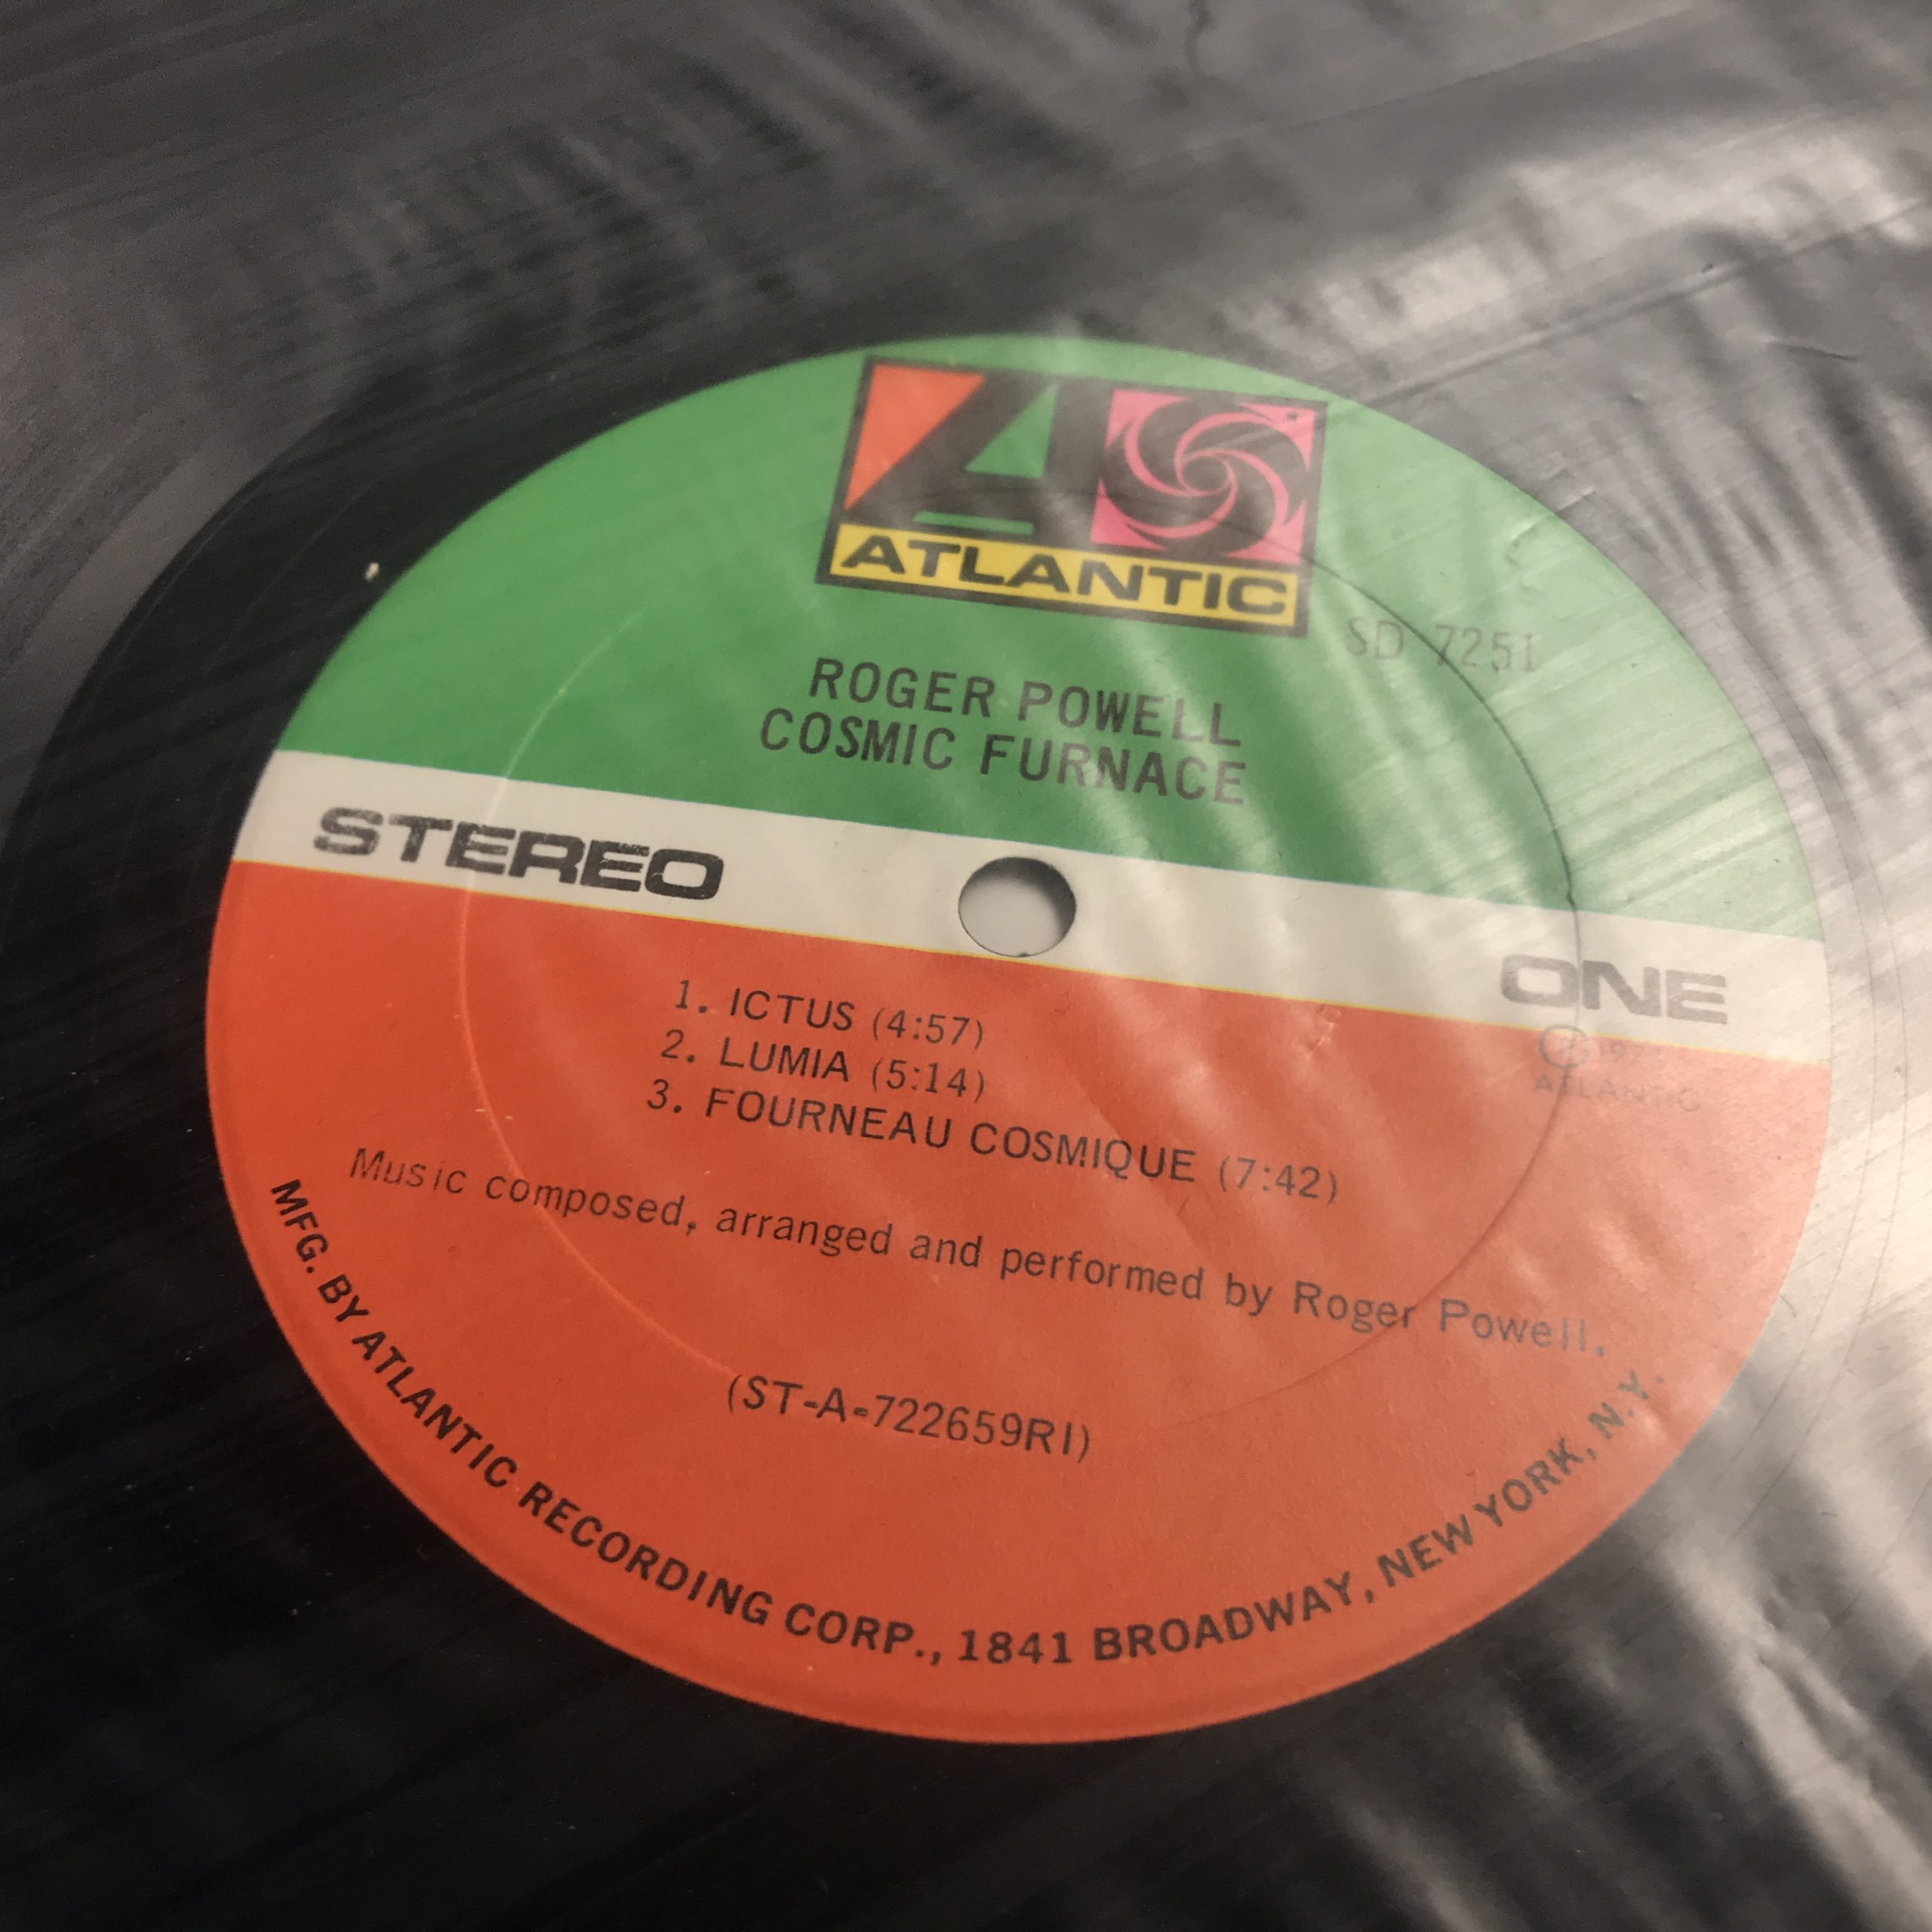 ATLANTIC
SD 7251
ROGER POWELL
COSMIC FURNACE
STEREO
ONE
1. ICTUS (4:57)
2. LUMIA (5:14)
3. FOURNEAU COSMIQUE (7:42)
ATLANTIC
Music composed, arranged and performed by Roger Powell.
(ST-A-722659RI)
MFG. BY ATLANTIC RECORDING CORP., 1841 BROADWAY, NEW YORK, N.Y.